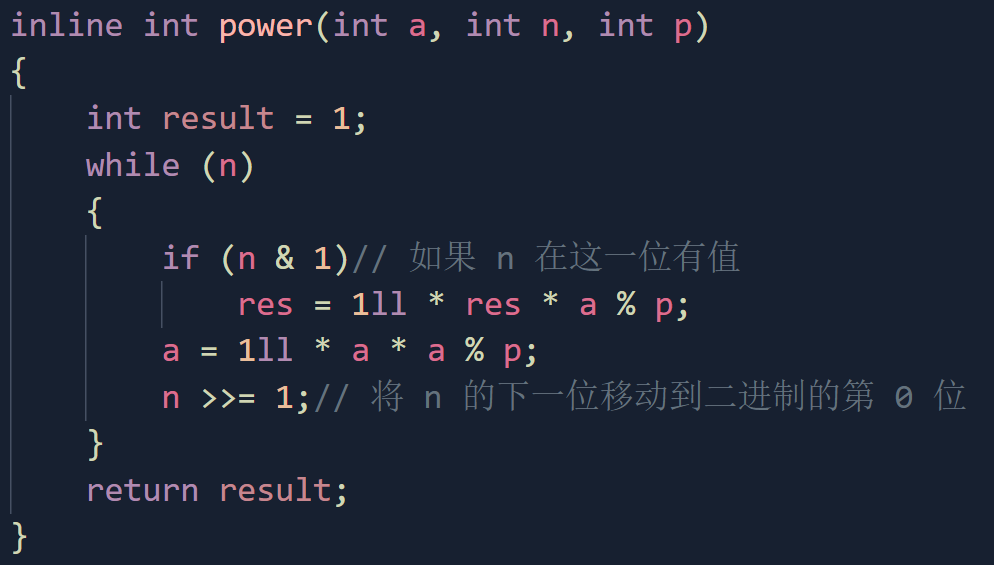 inline int power(int a, int n, int p)
{
    int result = 1;
    while (n)
    {
        if (n & 1)// 如果 n 在这一位有值
            res = 1ll * res * a % p;
        a = 1ll * a * a % p;
        n >>= 1;// 将 n 的下一位移动到二进制的第 0 位
    }
    return result;
}